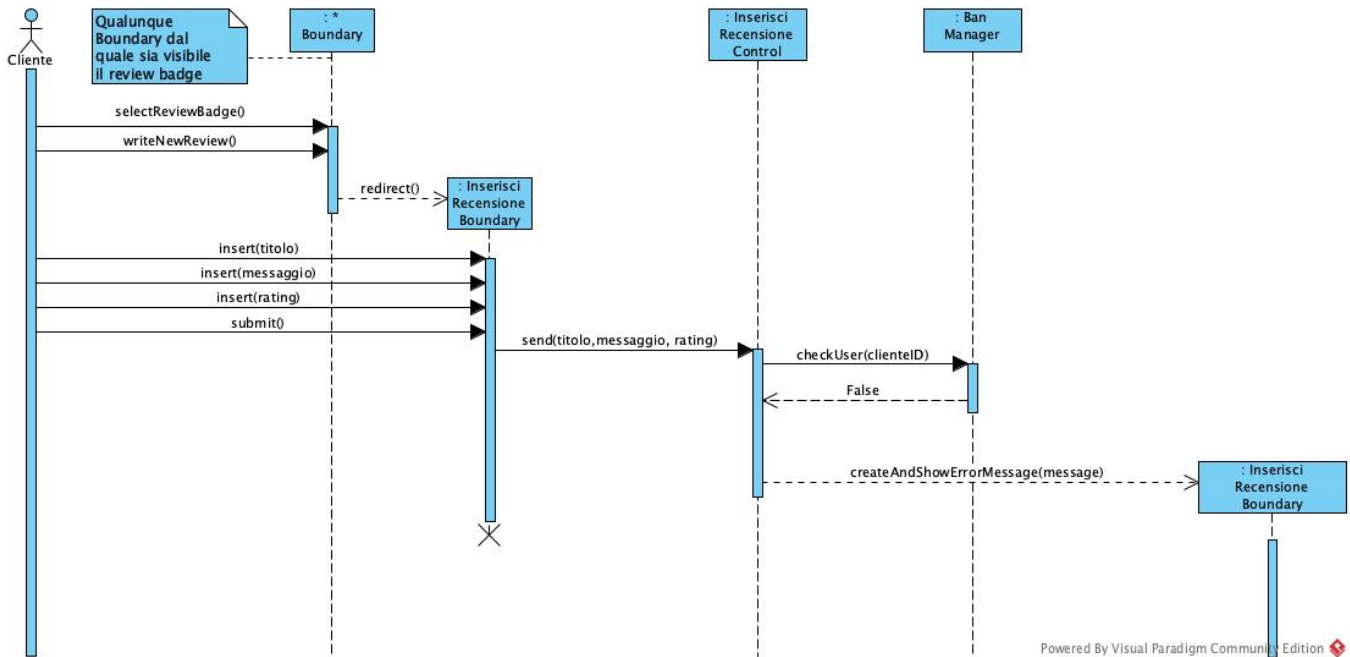 Cliente
Qualunque
Boundary dal
quale sia visibile
il review badge
: *
Boundary
: Inserisci
Recensione
Control
: Ban
Manager
selectReviewBadge()
writeNewReview()
redirect()
: Inserisci
Recensione
Boundary
insert(titolo)
insert(messaggio)
insert(rating)
submit()
send(titolo,messaggio, rating)
checkUser(clienteID)
False
createAndShowErrorMessage(message)
: Inserisci
Recensione
Boundary
Powered By Visual Paradigm Community Edition